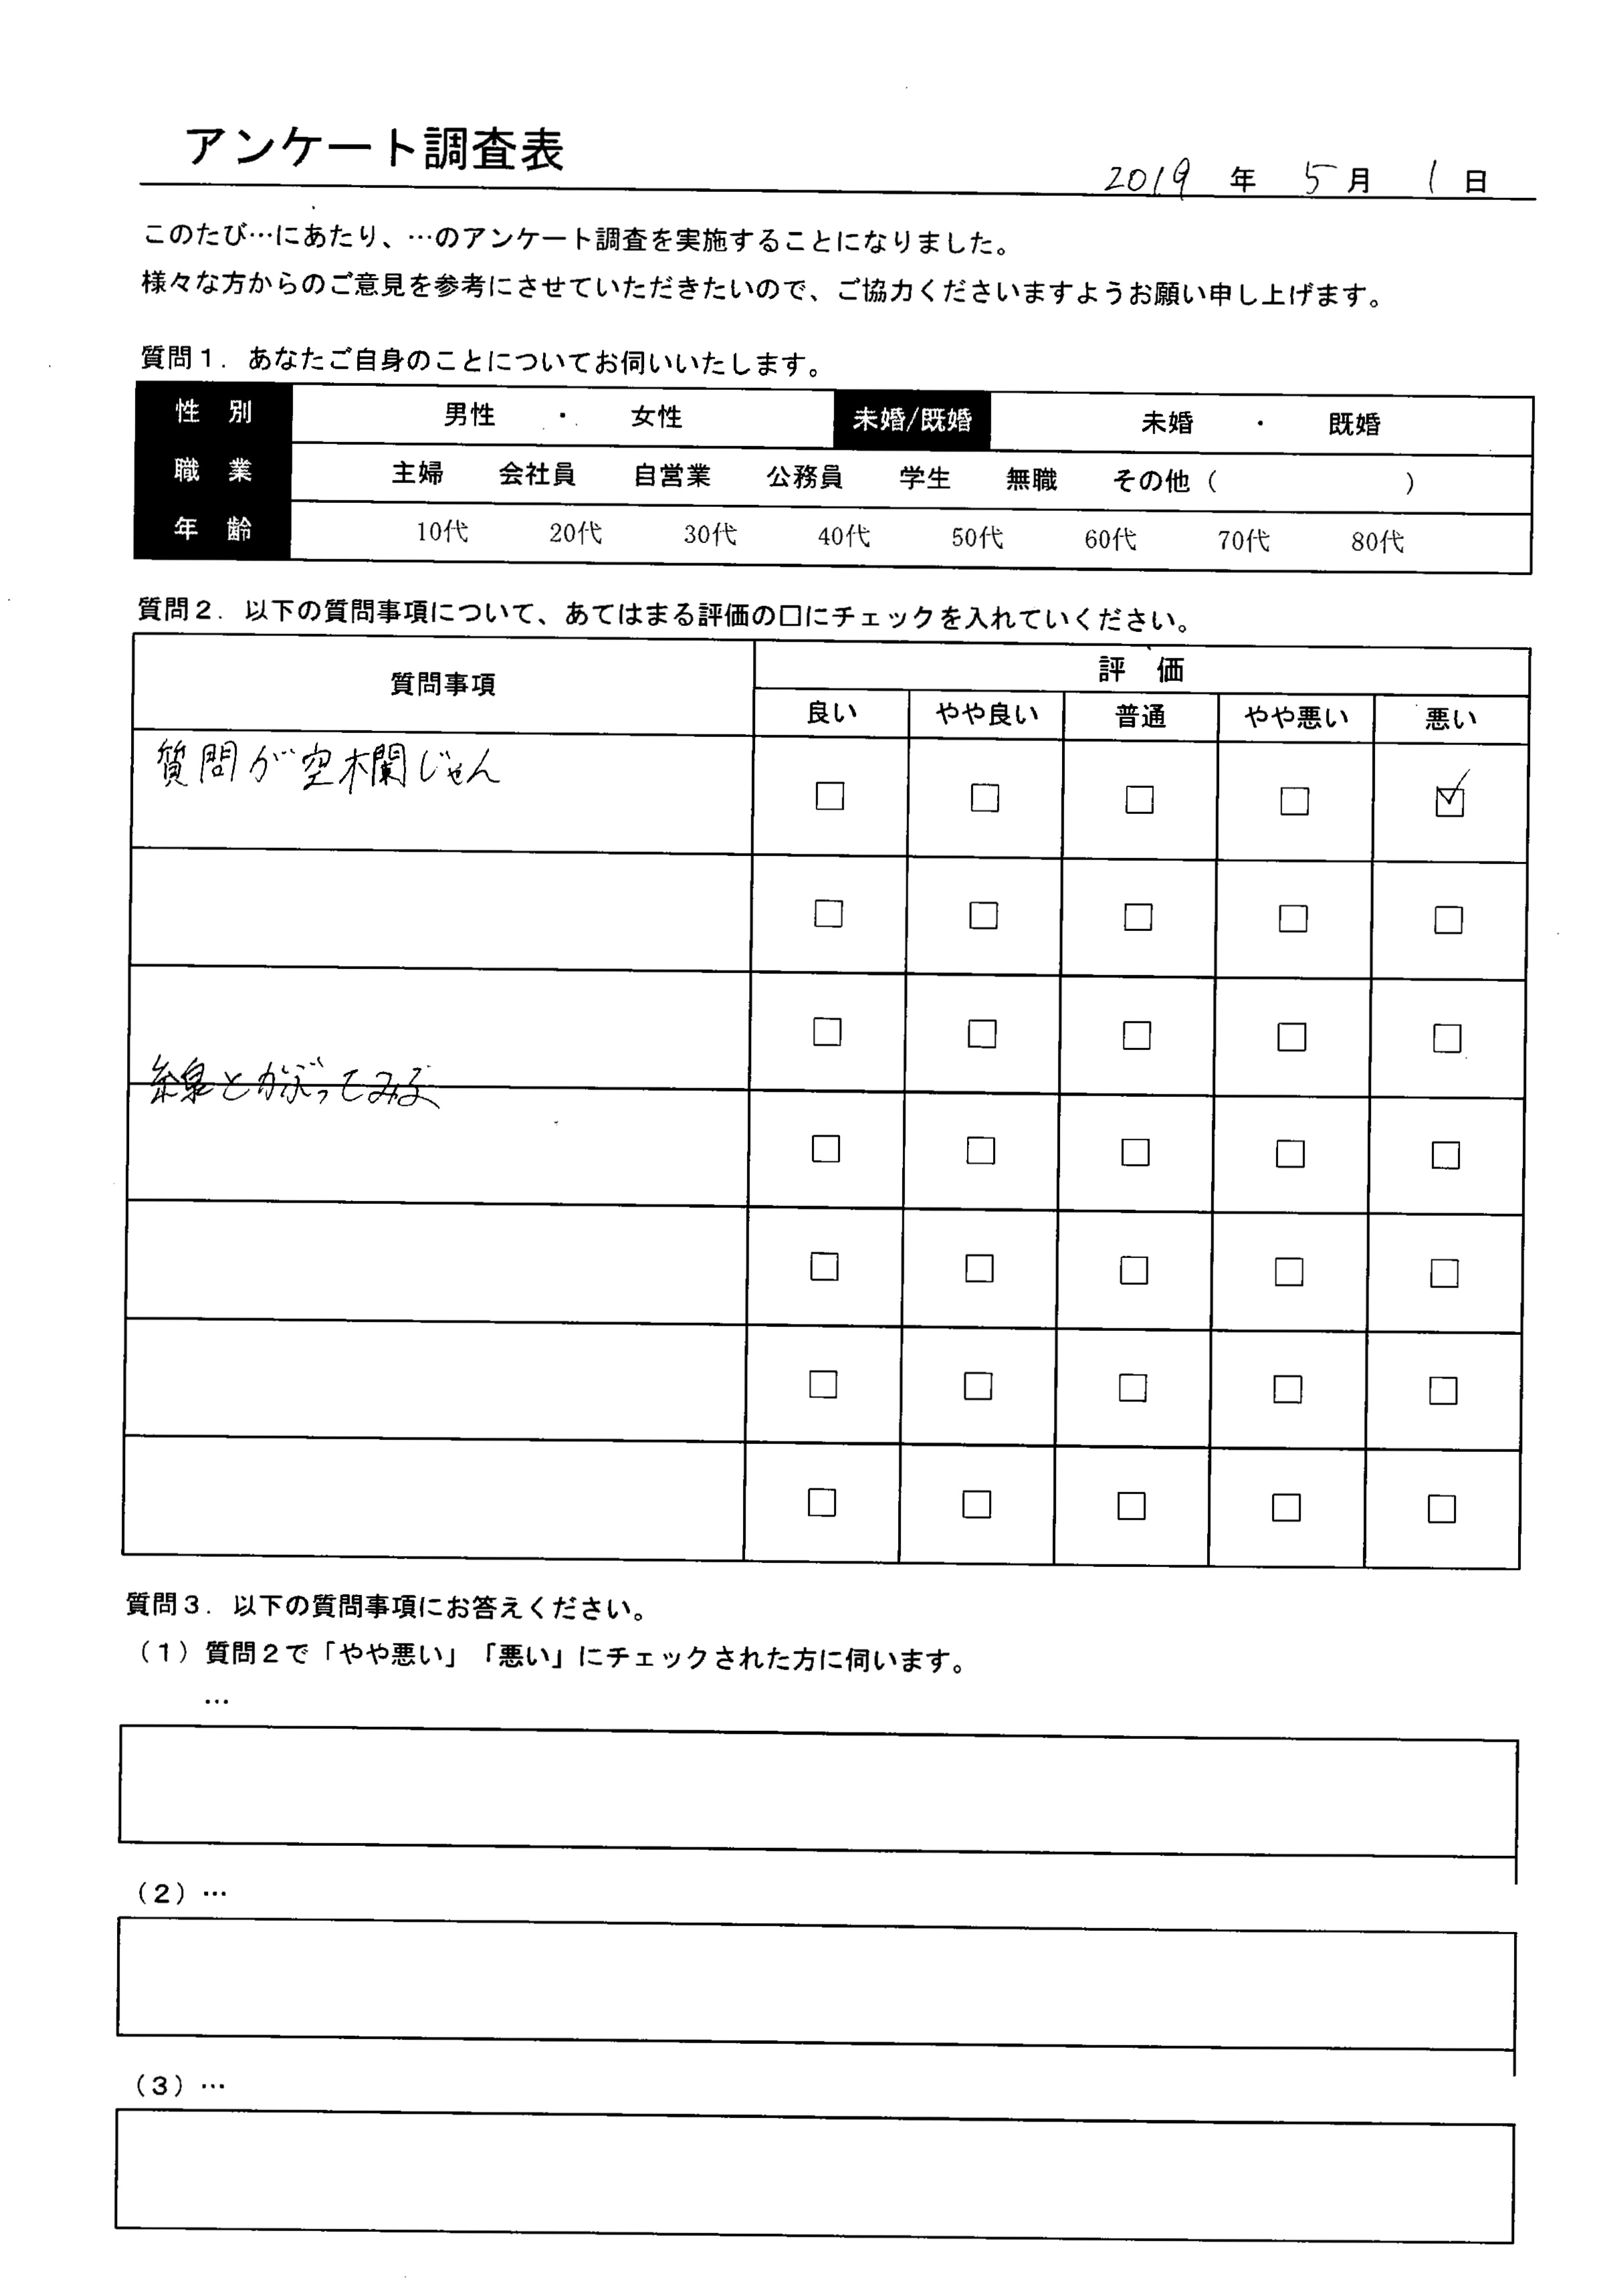 アンケート調査表
2019 年 5月 1日
このたび…にあたり、…のアンケート調査を実施することになりました。
様々な方からのご意見を参考にさせていただきたいので、ご協力くださいますようお願い申し上げます。
質問1. あなたご自身のことについてお伺いいたします。
性 別 男性 ・ 女性 未婚/既婚 未婚 ・ 既婚
職 業 主婦 会社員 自営業 公務員 学生 無職 その他 ( )
年 齢 10代 20代 30代 40代 50代 60代 70代 80代
質問2. 以下の質問事項について、あてはまる評価の口にチェックを入れていください。
質問事項 評 価
良い やや良い 普通 やや悪い 悪い
質問が空木欄じゃん □ □ □ □ ☑
□ □ □ □ □
□ □ □ □ □
線とかぶってみる
□ □ □ □ □
□ □ □ □ □
□ □ □ □ □
□ □ □ □ □
質問3. 以下の質問事項にお答えください。
(1) 質問2で「やや悪い」「悪い」にチェックされた方に伺います。
…
(2) …
(3) …